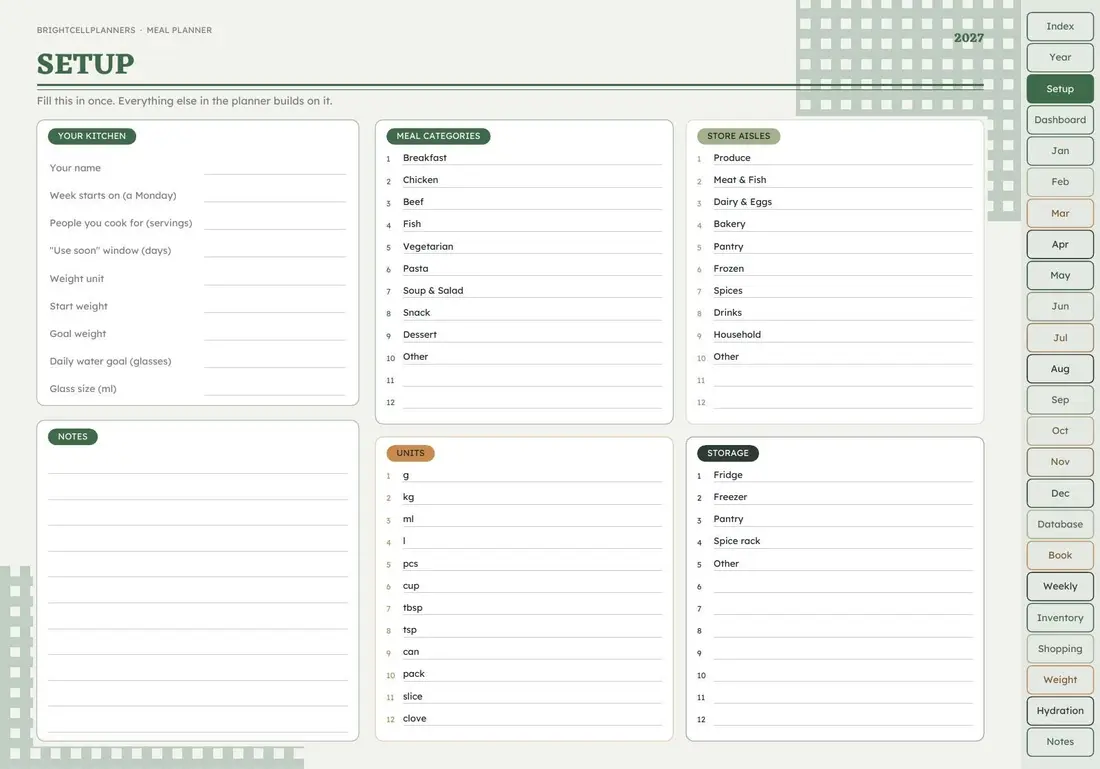 BRIGHTCELLPLANNERS · MEAL PLANNER
2027
SETUP
Fill this in once. Everything else in the planner builds on it.
YOUR KITCHEN
Your name
Week starts on (a Monday)
People you cook for (servings)
"Use soon" window (days)
Weight unit
Start weight
Goal weight
Daily water goal (glasses)
Glass size (ml)
NOTES
MEAL CATEGORIES
1 Breakfast
2 Chicken
3 Beef
4 Fish
5 Vegetarian
6 Pasta
7 Soup & Salad
8 Snack
9 Dessert
10 Other
11
12
STORE AISLES
1 Produce
2 Meat & Fish
3 Dairy & Eggs
4 Bakery
5 Pantry
6 Frozen
7 Spices
8 Drinks
9 Household
10 Other
11
12
UNITS
1 g
2 kg
3 ml
4 l
5 pcs
6 cup
7 tbsp
8 tsp
9 can
10 pack
11 slice
12 clove
STORAGE
1 Fridge
2 Freezer
3 Pantry
4 Spice rack
5 Other
6
7
8
9
10
11
12
Index
Year
Setup
Dashboard
Jan
Feb
Mar
Apr
May
Jun
Jul
Aug
Sep
Oct
Nov
Dec
Database
Book
Weekly
Inventory
Shopping
Weight
Hydration
Notes